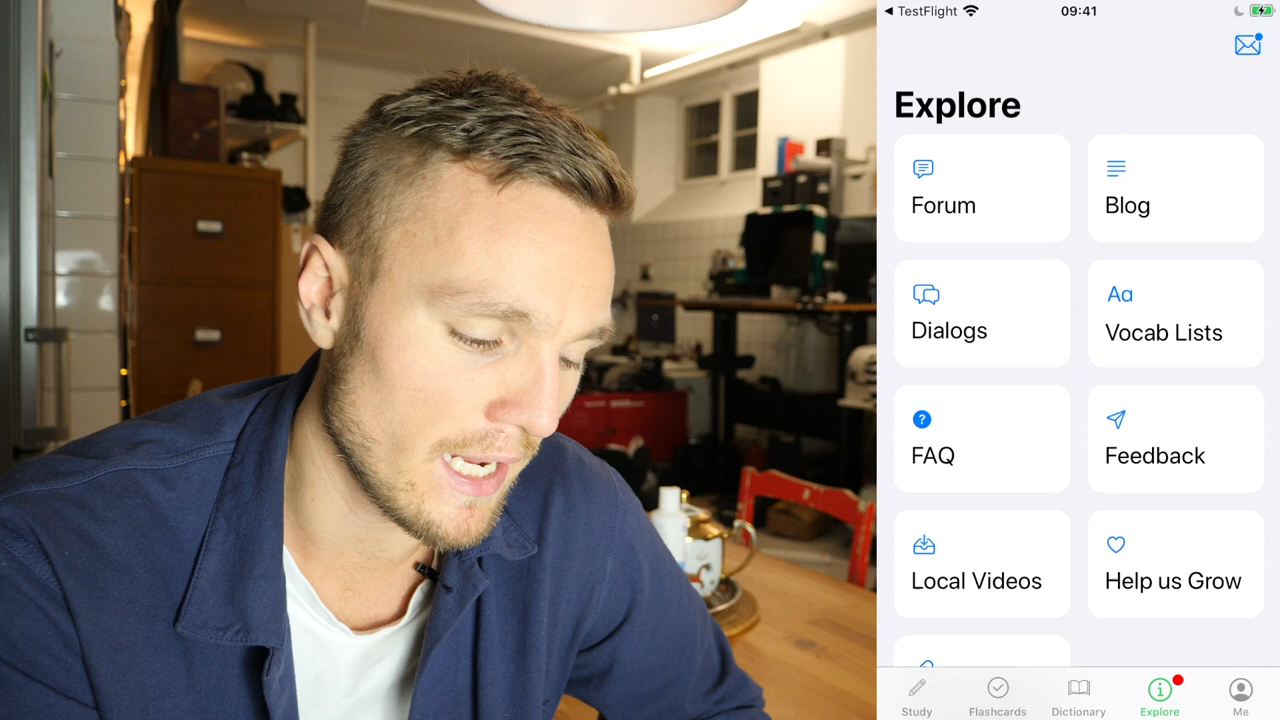 TestFlight
09:41
Explore
Forum
Blog
Dialogs
Aa
Vocab Lists
?
FAQ
Feedback
Local Videos
Help us Grow
Study
Flashcards
Dictionary
Explore
Me